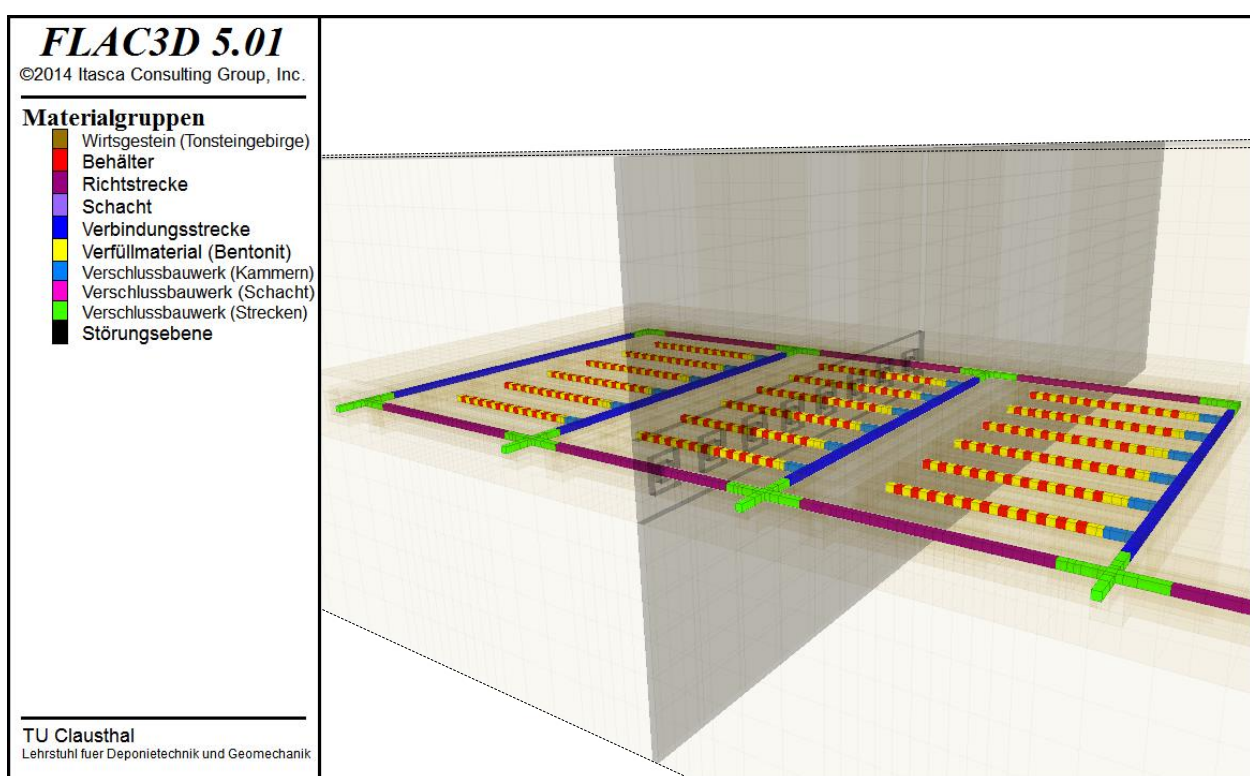 FLAC3D 5.01
©2014 Itasca Consulting Group, Inc.
Materialgruppen
Wirtsgestein (Tonsteingebirge)
Behälter
Richtstrecke
Schacht
Verbindungsstrecke
Verfüllmaterial (Bentonit)
Verschlussbauwerk (Kammern)
Verschlussbauwerk (Schacht)
Verschlussbauwerk (Strecken)
Störungsebene
TU Clausthal
Lehrstuhl fuer Deponietechnik und Geomechanik